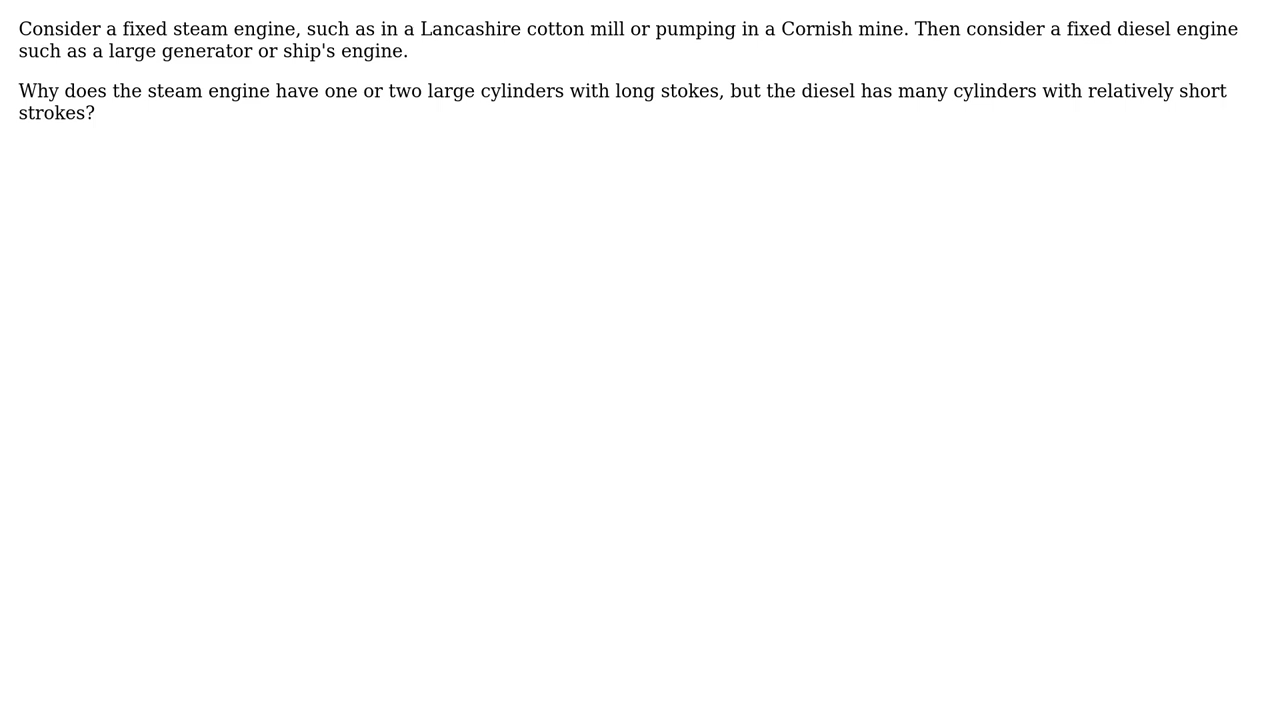 Consider a fixed steam engine, such as in a Lancashire cotton mill or pumping in a Cornish mine. Then consider a fixed diesel engine
such as a large generator or ship's engine.
Why does the steam engine have one or two large cylinders with long stokes, but the diesel has many cylinders with relatively short
strokes?